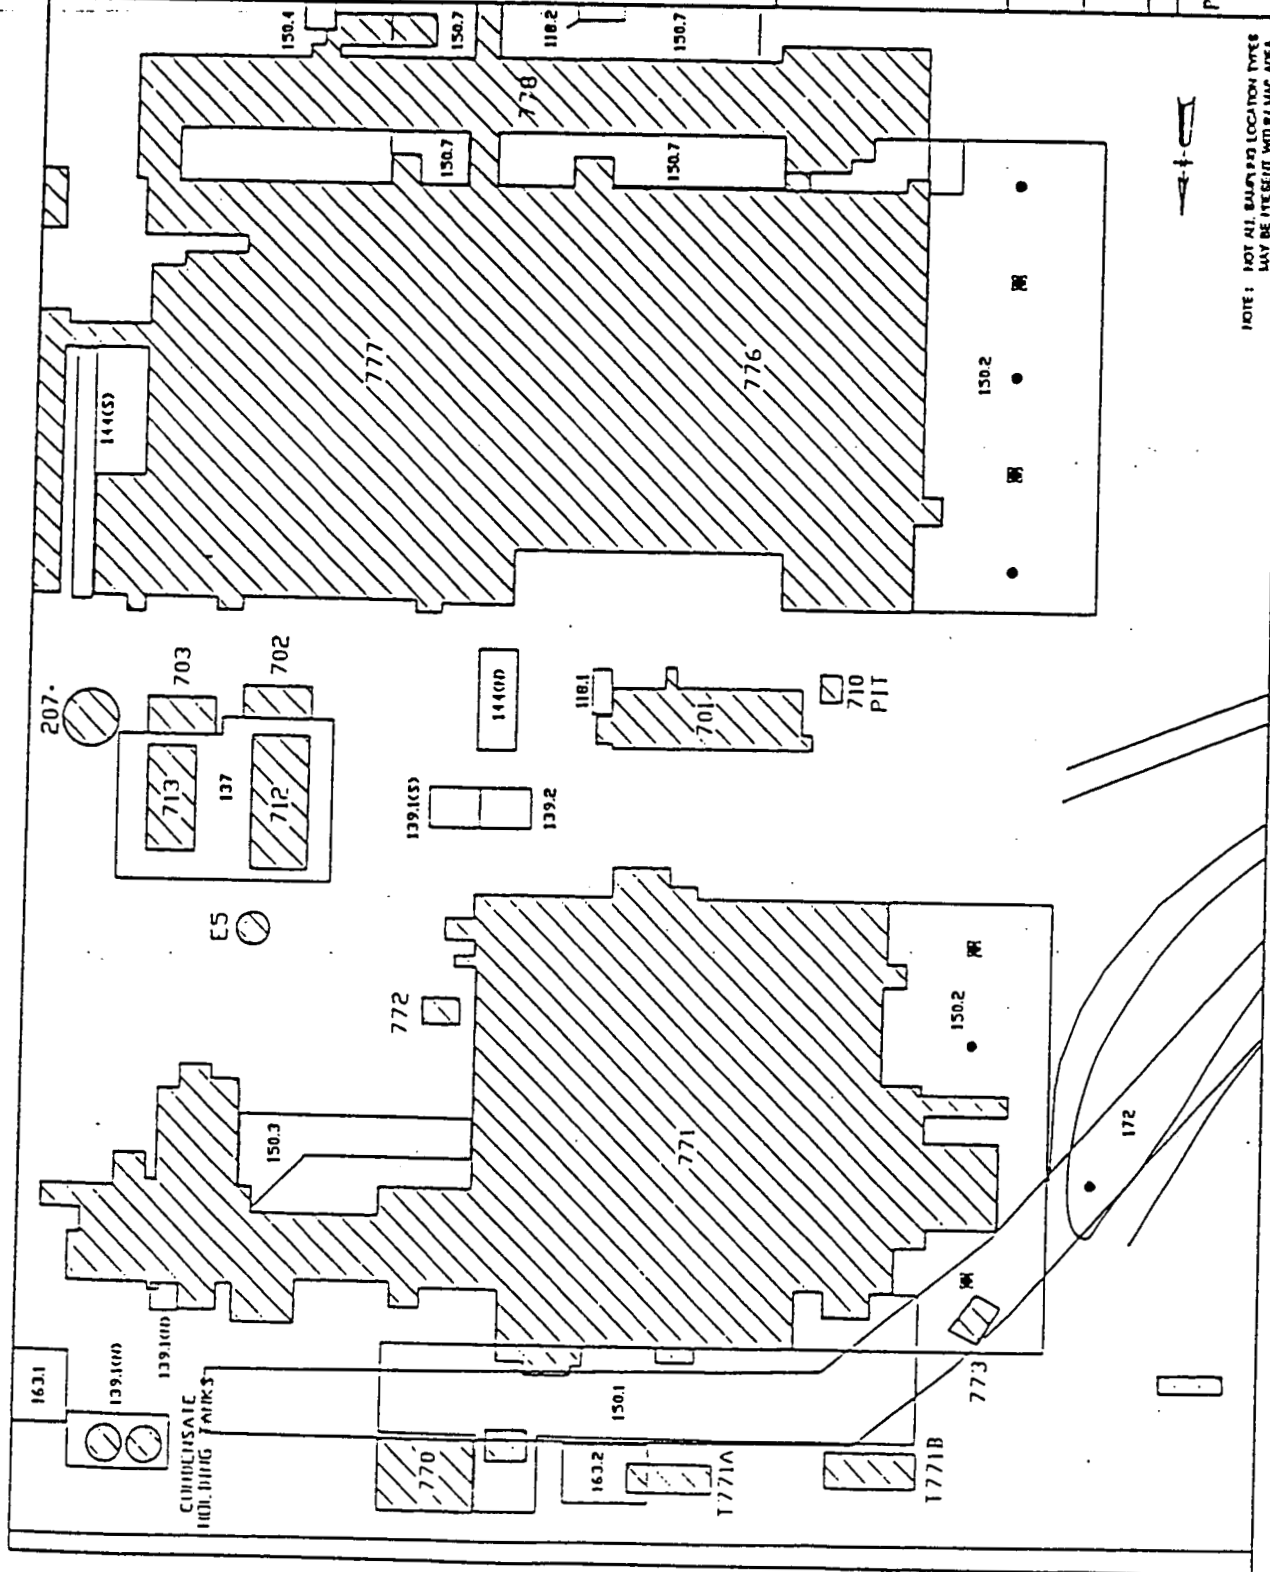 150.4
150.7
118.2
150.7
778
150.7
150.7
777
776
144(S)
150.2
NOTE: NOT ALL SAMPLING LOCATION TYPES
MAY BE PRESENT WITHIN MAP AREA
207
703
702
713
137
712
144(N)
118.1
701
710
PIT
139.1(S)
139.2
E5
772
150.2
150.3
771
172
163.1
139.1(N)
139.1(N)
CONDENSATE
HOLDING TANKS
150.1
773
770
163.2
T771A
T771B
P